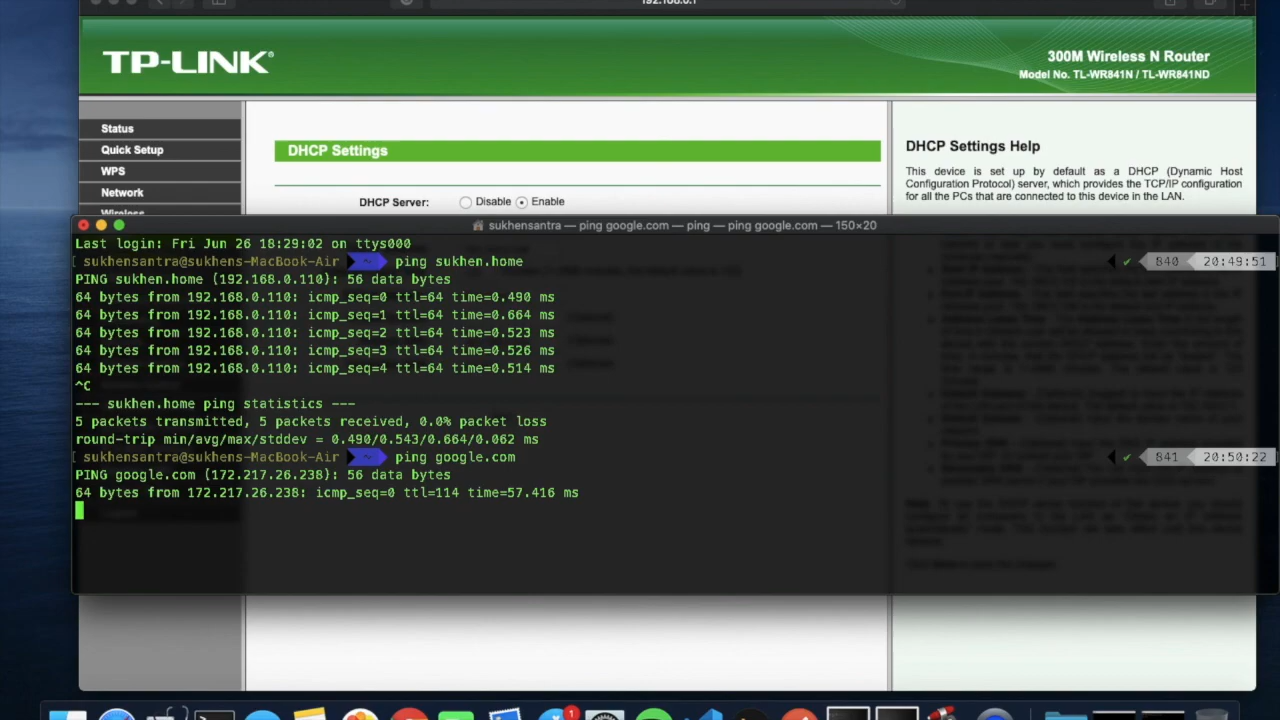 192.168.0.1
TP-LINK®
300M Wireless N Router
Model No. TL-WR841N / TL-WR841ND
Status
Quick Setup
WPS
Network
Wireless
DHCP Settings
DHCP Server: Disable Enable
DHCP Settings Help
This device is set up by default as a DHCP (Dynamic Host
Configuration Protocol) server, which provides the TCP/IP configuration
for all the PCs that are connected to this device in the LAN.
sukhensantra — ping google.com — ping — ping google.com — 150×20
Last login: Fri Jun 26 18:29:02 on ttys000
sukhensantra@sukhens-MacBook-Air ~ ping sukhen.home ✓ 840 20:49:51
PING sukhen.home (192.168.0.110): 56 data bytes
64 bytes from 192.168.0.110: icmp_seq=0 ttl=64 time=0.490 ms
64 bytes from 192.168.0.110: icmp_seq=1 ttl=64 time=0.664 ms
64 bytes from 192.168.0.110: icmp_seq=2 ttl=64 time=0.523 ms
64 bytes from 192.168.0.110: icmp_seq=3 ttl=64 time=0.526 ms
64 bytes from 192.168.0.110: icmp_seq=4 ttl=64 time=0.514 ms
^C
--- sukhen.home ping statistics ---
5 packets transmitted, 5 packets received, 0.0% packet loss
round-trip min/avg/max/stddev = 0.490/0.543/0.664/0.062 ms
sukhensantra@sukhens-MacBook-Air ~ ping google.com ✓ 841 20:50:22
PING google.com (172.217.26.238): 56 data bytes
64 bytes from 172.217.26.238: icmp_seq=0 ttl=114 time=57.416 ms
1